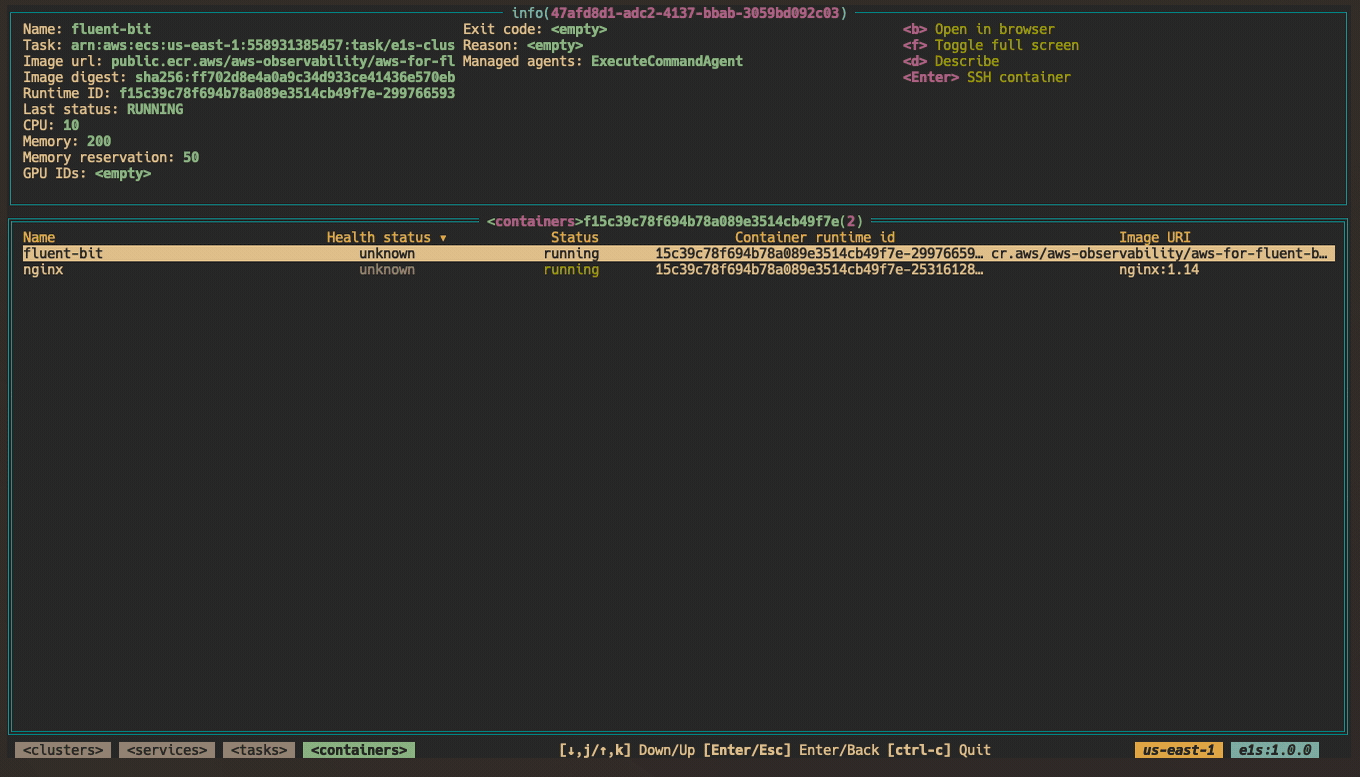 info(47afd8d1-adc2-4137-bbab-3059bd092c03)
Name: fluent-bit
Task: arn:aws:ecs:us-east-1:558931385457:task/e1s-clus
Image url: public.ecr.aws/aws-observability/aws-for-fl
Image digest: sha256:ff702d8e4a0a9c34d933ce41436e570eb
Runtime ID: f15c39c78f694b78a089e3514cb49f7e-299766593
Last status: RUNNING
CPU: 10
Memory: 200
Memory reservation: 50
GPU IDs: <empty>
Exit code: <empty>
Reason: <empty>
Managed agents: ExecuteCommandAgent
<b> Open in browser
<f> Toggle full screen
<d> Describe
<Enter> SSH container
<containers>f15c39c78f694b78a089e3514cb49f7e(2)
Name Health status ▾ Status Container runtime id Image URI
fluent-bit unknown running 15c39c78f694b78a089e3514cb49f7e-29976659… cr.aws/aws-observability/aws-for-fluent-b…
nginx unknown running 15c39c78f694b78a089e3514cb49f7e-25316128… nginx:1.14
<clusters> <services> <tasks> <containers> [↓,j/↑,k] Down/Up [Enter/Esc] Enter/Back [ctrl-c] Quit us-east-1 e1s:1.0.0